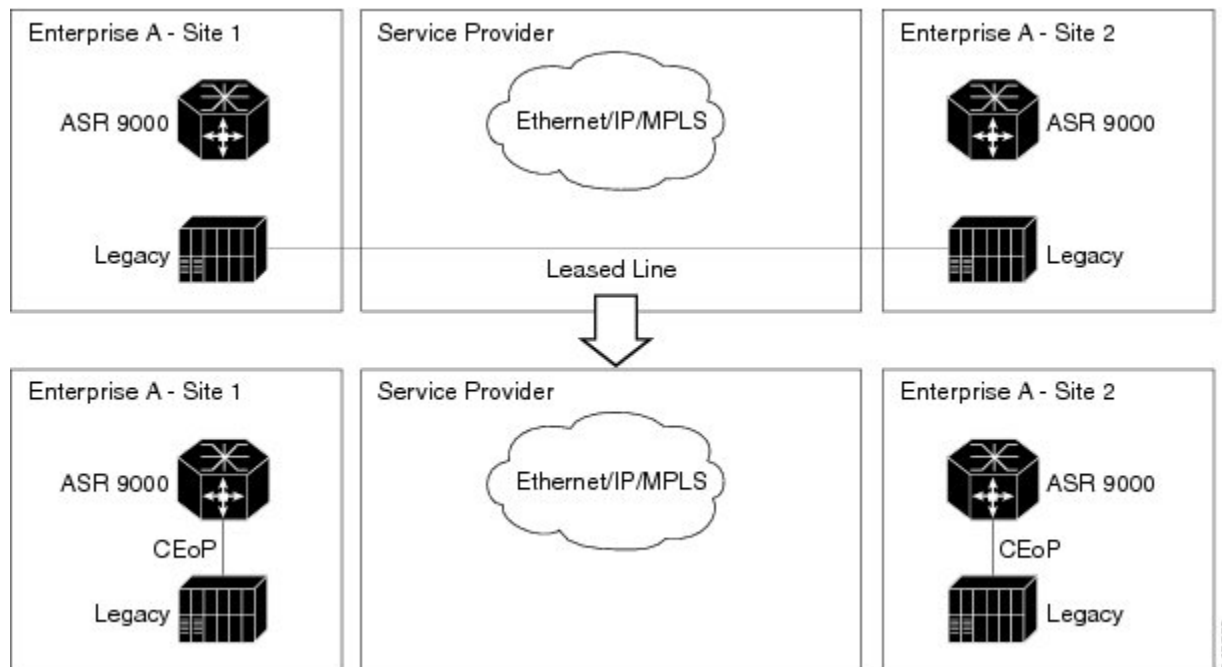 Enterprise A - Site 1
Service Provider
Enterprise A - Site 2
ASR 9000
Ethernet/IP/MPLS
ASR 9000
Legacy
Leased Line
Legacy
Enterprise A - Site 1
Service Provider
Enterprise A - Site 2
ASR 9000
Ethernet/IP/MPLS
ASR 9000
CEoP
CEoP
Legacy
Legacy